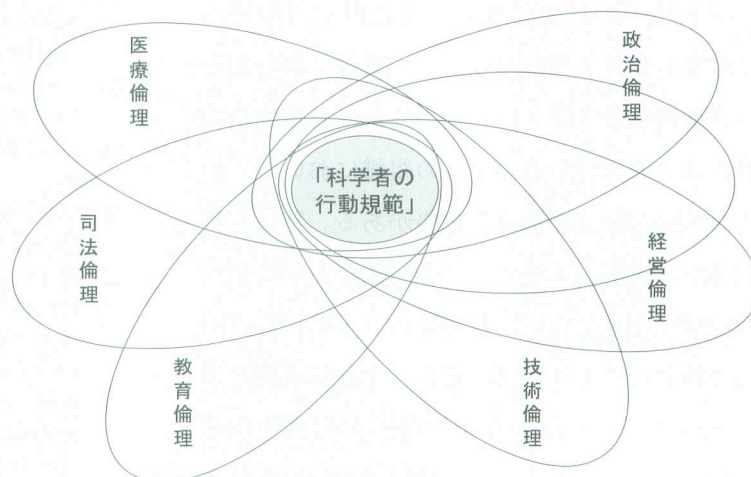 医療倫理
政治倫理
「科学者の
行動規範」
司法倫理
経営倫理
教育倫理
技術倫理